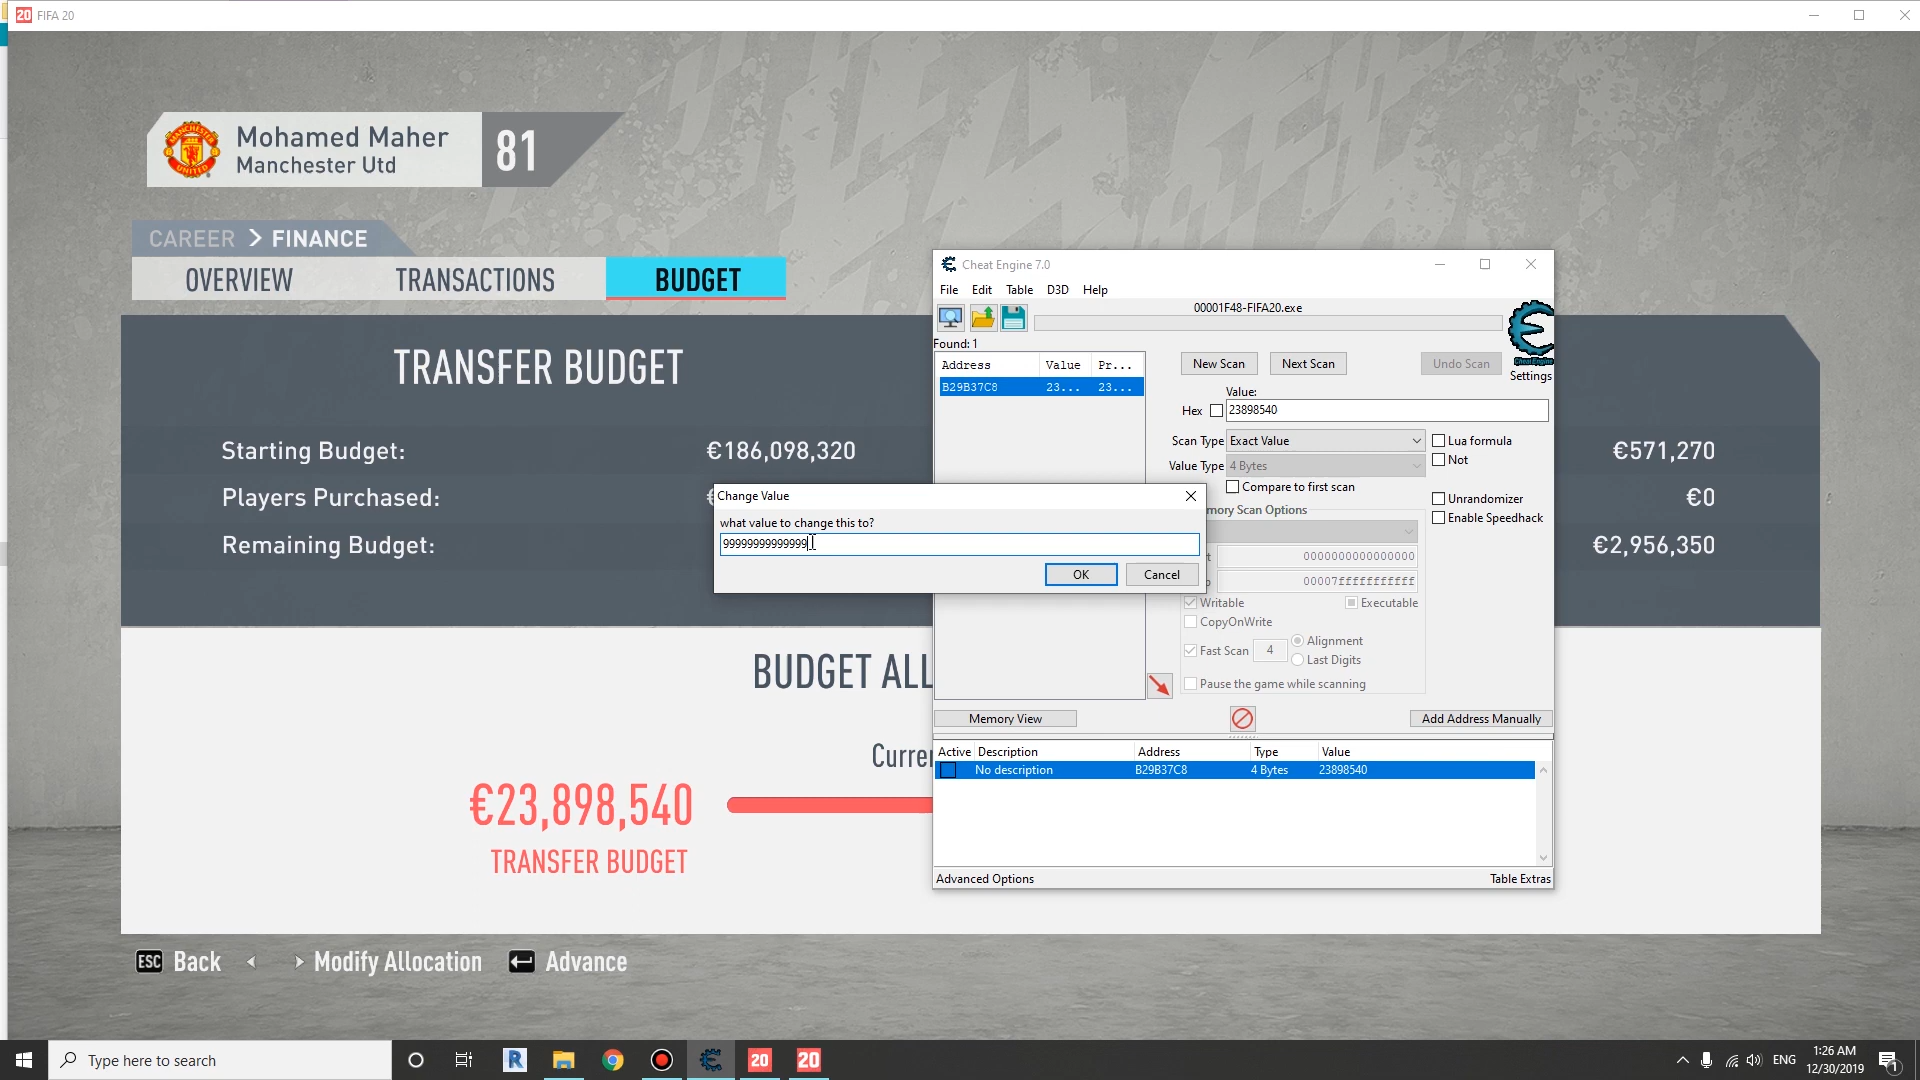 FIFA 20
Mohamed Maher
Manchester Utd
81
CAREER > FINANCE
OVERVIEW
TRANSACTIONS
BUDGET
TRANSFER BUDGET
Starting Budget:
€186,098,320
€571,270
Players Purchased:
€0
Remaining Budget:
€2,956,350
BUDGET ALL
Curre
€23,898,540
TRANSFER BUDGET
ESC Back
Modify Allocation
Advance
Cheat Engine 7.0
File Edit Table D3D Help
00001F48-FIFA20.exe
Found: 1
Address Value Pr...
B29B37C8 23... 23...
New Scan
Next Scan
Undo Scan
Cheat Engine
Settings
Value:
Hex
23898540
Scan Type Exact Value
Lua formula
Value Type 4 Bytes
Not
Compare to first scan
mory Scan Options
Unrandomizer
Enable Speedhack
0000000000000000
00007fffffffffff
Writable
Executable
CopyOnWrite
Fast Scan 4
Alignment
Last Digits
Pause the game while scanning
Memory View
Add Address Manually
Active Description Address Type Value
No description B29B37C8 4 Bytes 23898540
Advanced Options
Table Extras
Change Value
what value to change this to?
99999999999999
OK
Cancel
Type here to search
R
20
20
ENG
1:26 AM
12/30/2019
1